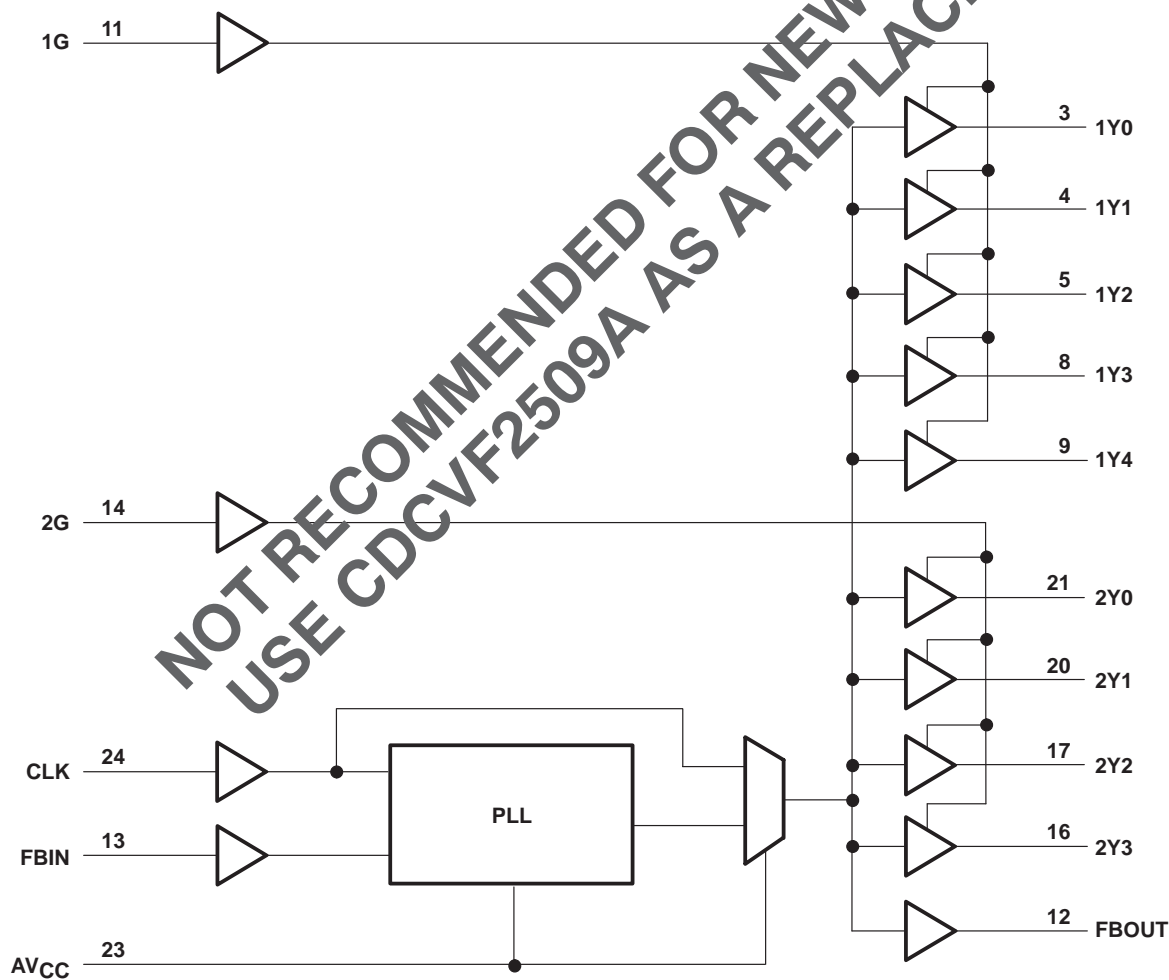 1G 11
3 1Y0
4 1Y1
5 1Y2
8 1Y3
9 1Y4
2G 14
21 2Y0
20 2Y1
17 2Y2
16 2Y3
12 FBOUT
CLK 24
FBIN 13
AVCC 23
PLL
NOT RECOMMENDED FOR NEW
USE CDCVF2509A AS A